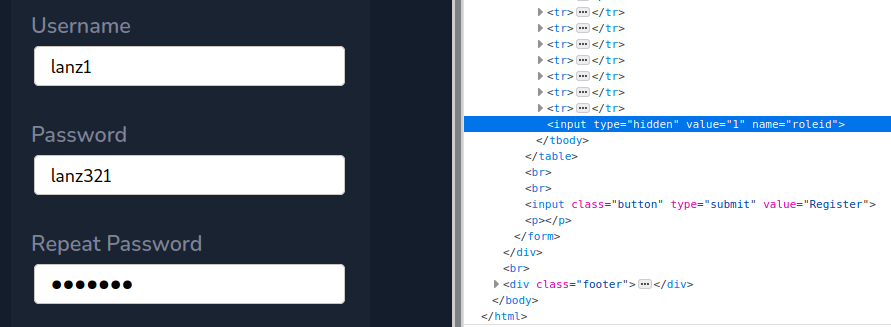 Username
lanz1
Password
lanz321
Repeat Password
●●●●●●●
<tr>…</tr>
<tr>…</tr>
<tr>…</tr>
<tr>…</tr>
<tr>…</tr>
<tr>…</tr>
<tr>…</tr>
<input type="hidden" value="1" name="roleid">
</tbody>
</table>
<br>
<br>
<input class="button" type="submit" value="Register">
<p></p>
</form>
</div>
<br>
<div class="footer">…</div>
</body>
</html>